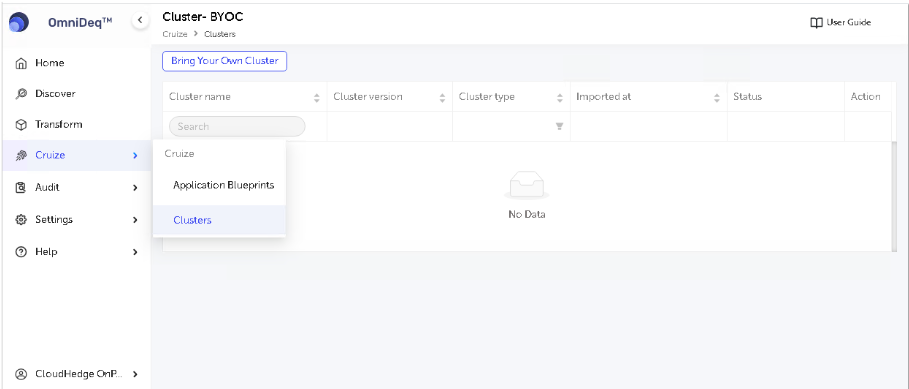 OmniDeq™
Cluster- BYOC
Cruize > Clusters
User Guide
Home
Discover
Transform
Cruize
Audit
Settings
Help
CloudHedge OnP...
Bring Your Own Cluster
Cluster name Cluster version Cluster type Imported at Status Action
Search
Cruize
Application Blueprints
Clusters
No Data